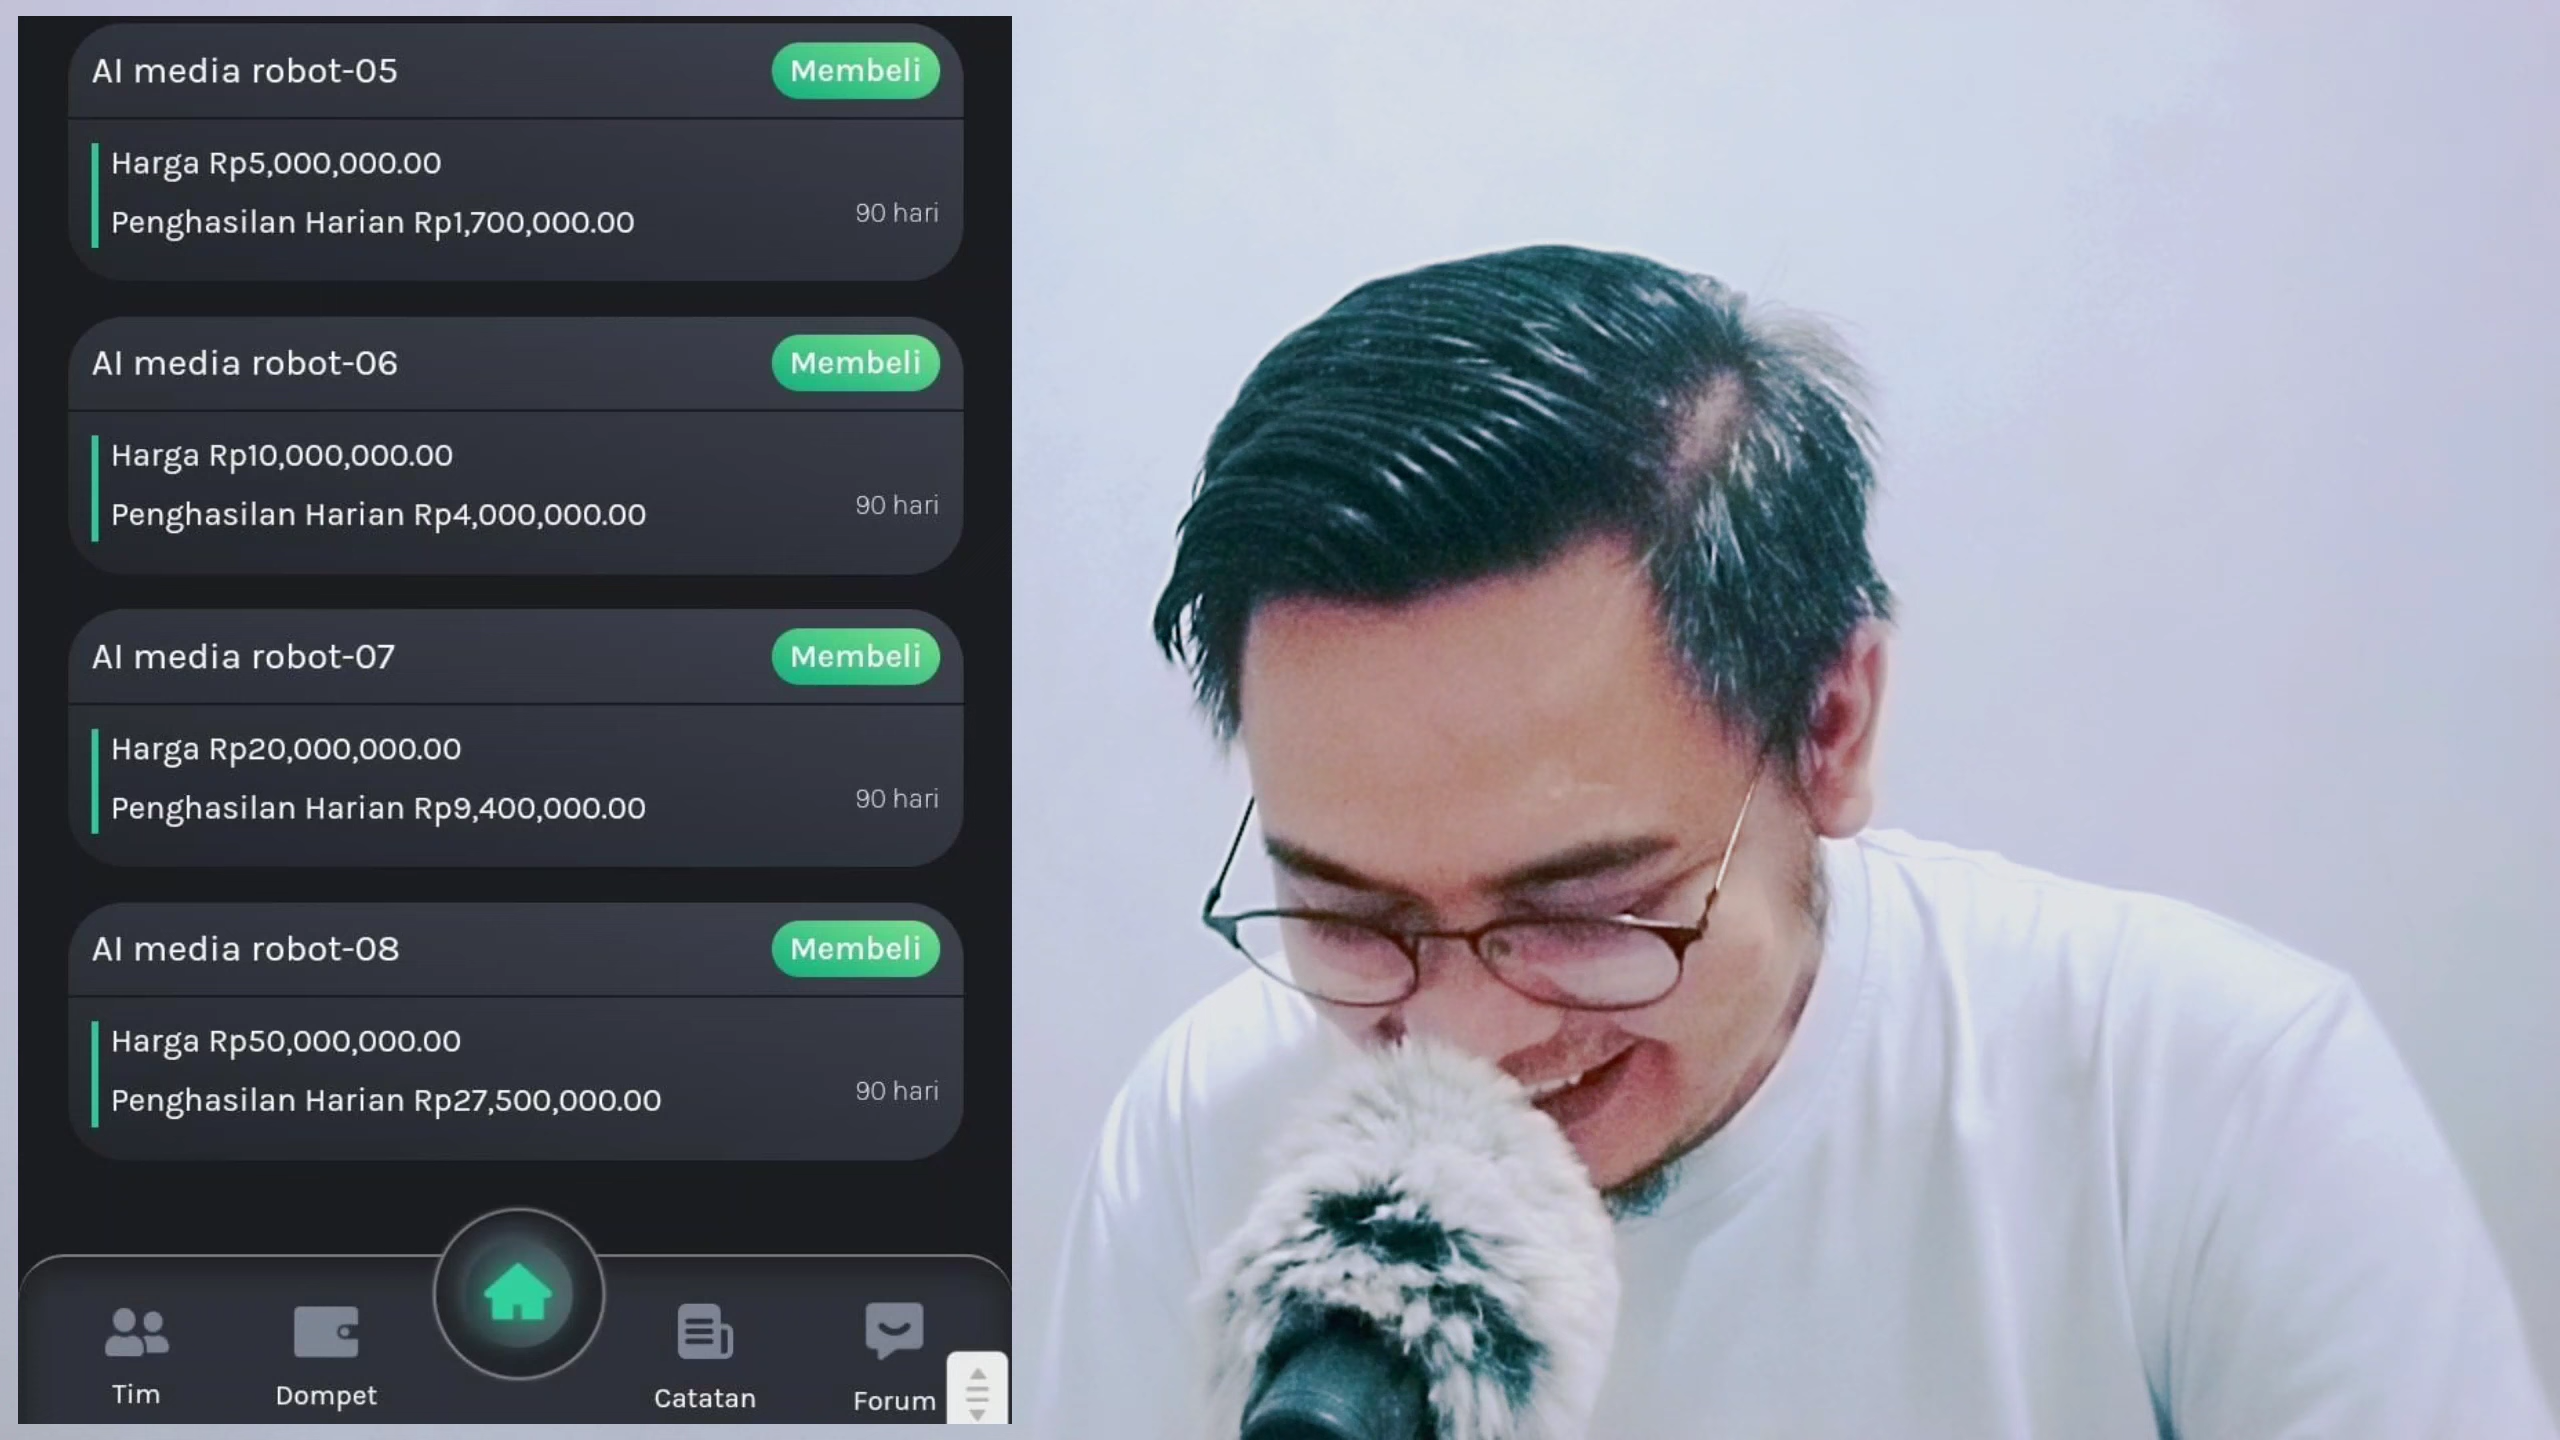 AI media robot-05
Membeli
Harga Rp5,000,000.00
Penghasilan Harian Rp1,700,000.00
90 hari
AI media robot-06
Membeli
Harga Rp10,000,000.00
Penghasilan Harian Rp4,000,000.00
90 hari
AI media robot-07
Membeli
Harga Rp20,000,000.00
Penghasilan Harian Rp9,400,000.00
90 hari
AI media robot-08
Membeli
Harga Rp50,000,000.00
Penghasilan Harian Rp27,500,000.00
90 hari
Tim
Dompet
Catatan
Forum